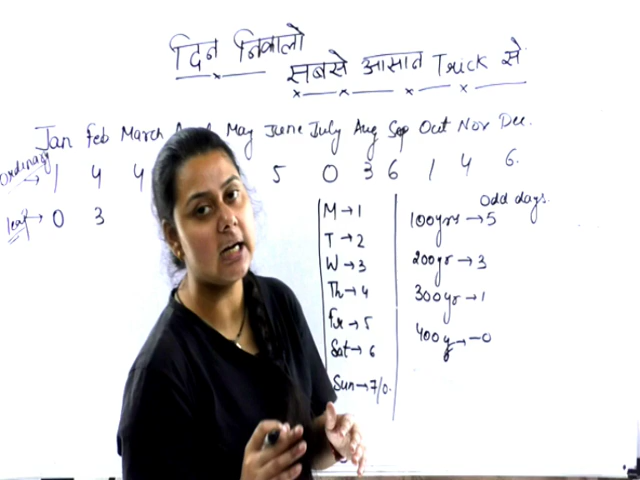 दिन निकालो
सबसे आसान Trick से
Jan Feb March May June July Aug Sep Out Nov Dec.
Ordinary → 1 4 4 5 0 3 6 1 4 6.
leap → 0 3
M → 1
T → 2
W → 3
Th → 4
Fr → 5
Sat → 6
Sun → 7/0.
Odd days.
100yrs → 5
200yr → 3
300yr → 1
400y → 0